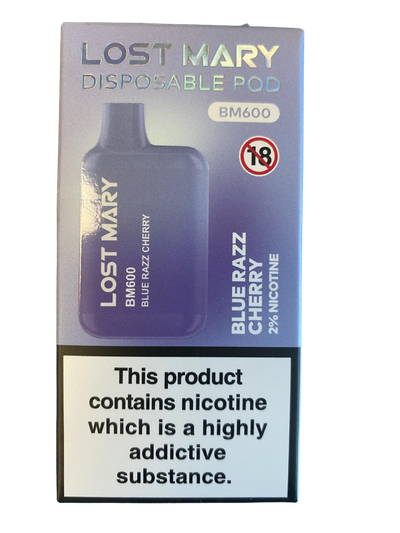 LOST MARY
DISPOSABLE POD
BM600
18
LOST MARY
BM600
BLUE RAZZ CHERRY
BLUE RAZZ
CHERRY
2% NICOTINE
This product
contains nicotine
which is a highly
addictive
substance.